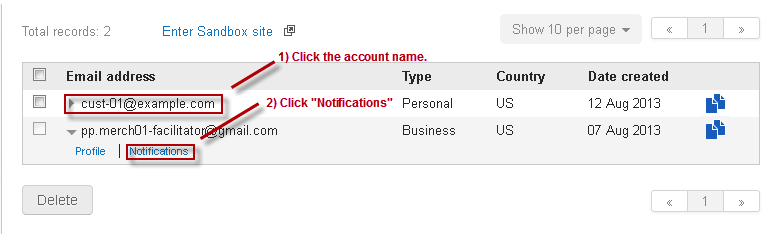 Total records: 2 Enter Sandbox site Show 10 per page « 1 »
1) Click the account name.
Email address Type Country Date created
cust-01@example.com Personal US 12 Aug 2013
2) Click "Notifications"
pp.merch01-facilitator@gmail.com Business US 07 Aug 2013
Profile | Notifications
Delete « 1 »